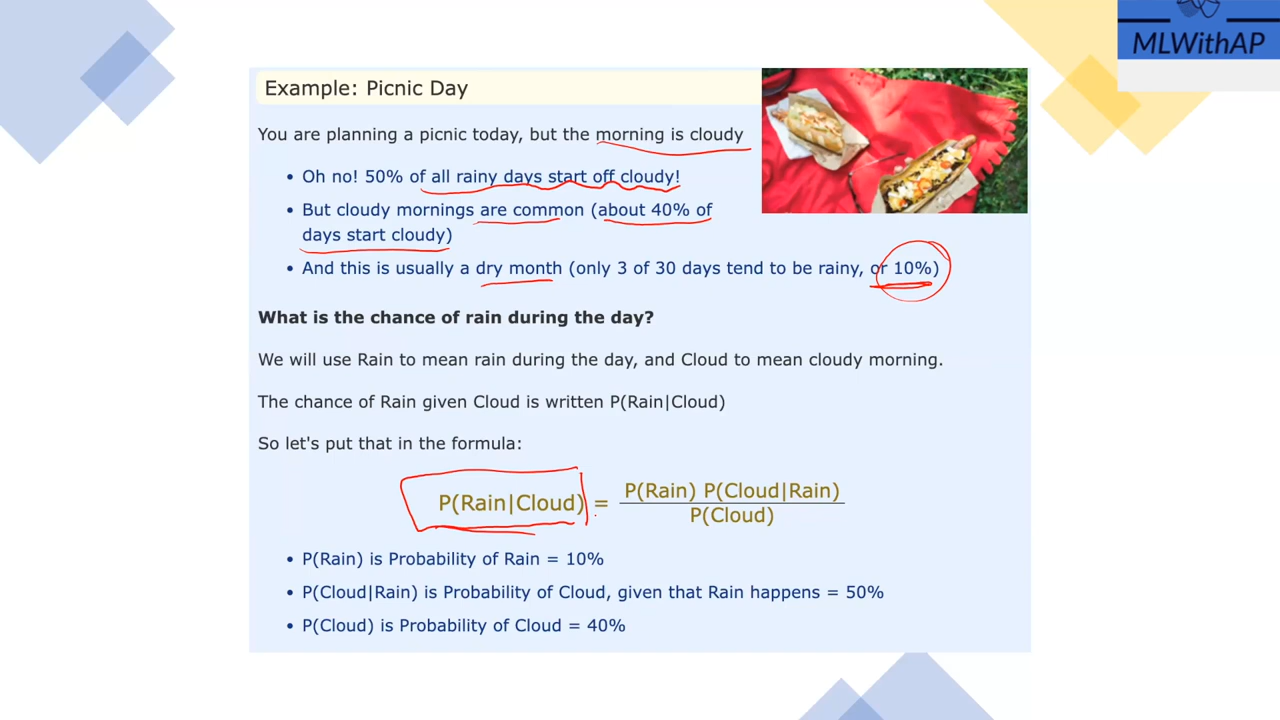 MLWithAP
Example: Picnic Day
You are planning a picnic today, but the morning is cloudy
• Oh no! 50% of all rainy days start off cloudy!
• But cloudy mornings are common (about 40% of
days start cloudy)
• And this is usually a dry month (only 3 of 30 days tend to be rainy, or 10%)
What is the chance of rain during the day?
We will use Rain to mean rain during the day, and Cloud to mean cloudy morning.
The chance of Rain given Cloud is written P(Rain|Cloud)
So let's put that in the formula:
P(Rain|Cloud) = P(Rain) P(Cloud|Rain)
P(Cloud)
• P(Rain) is Probability of Rain = 10%
• P(Cloud|Rain) is Probability of Cloud, given that Rain happens = 50%
• P(Cloud) is Probability of Cloud = 40%